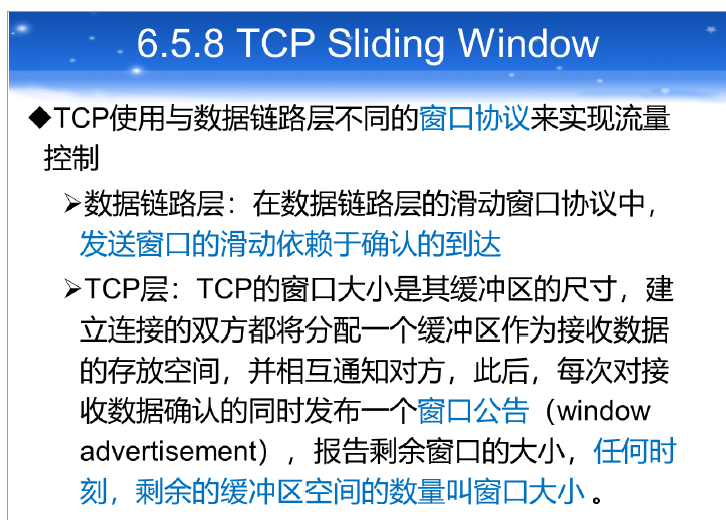 6.5.8 TCP Sliding Window
◆TCP使用与数据链路层不同的窗口协议来实现流量
控制
➢数据链路层：在数据链路层的滑动窗口协议中，
发送窗口的滑动依赖于确认的到达
➢TCP层：TCP的窗口大小是其缓冲区的尺寸，建
立连接的双方都将分配一个缓冲区作为接收数据
的存放空间，并相互通知对方，此后，每次对接
收数据确认的同时发布一个窗口公告（window
advertisement），报告剩余窗口的大小，任何时
刻，剩余的缓冲区空间的数量叫窗口大小。